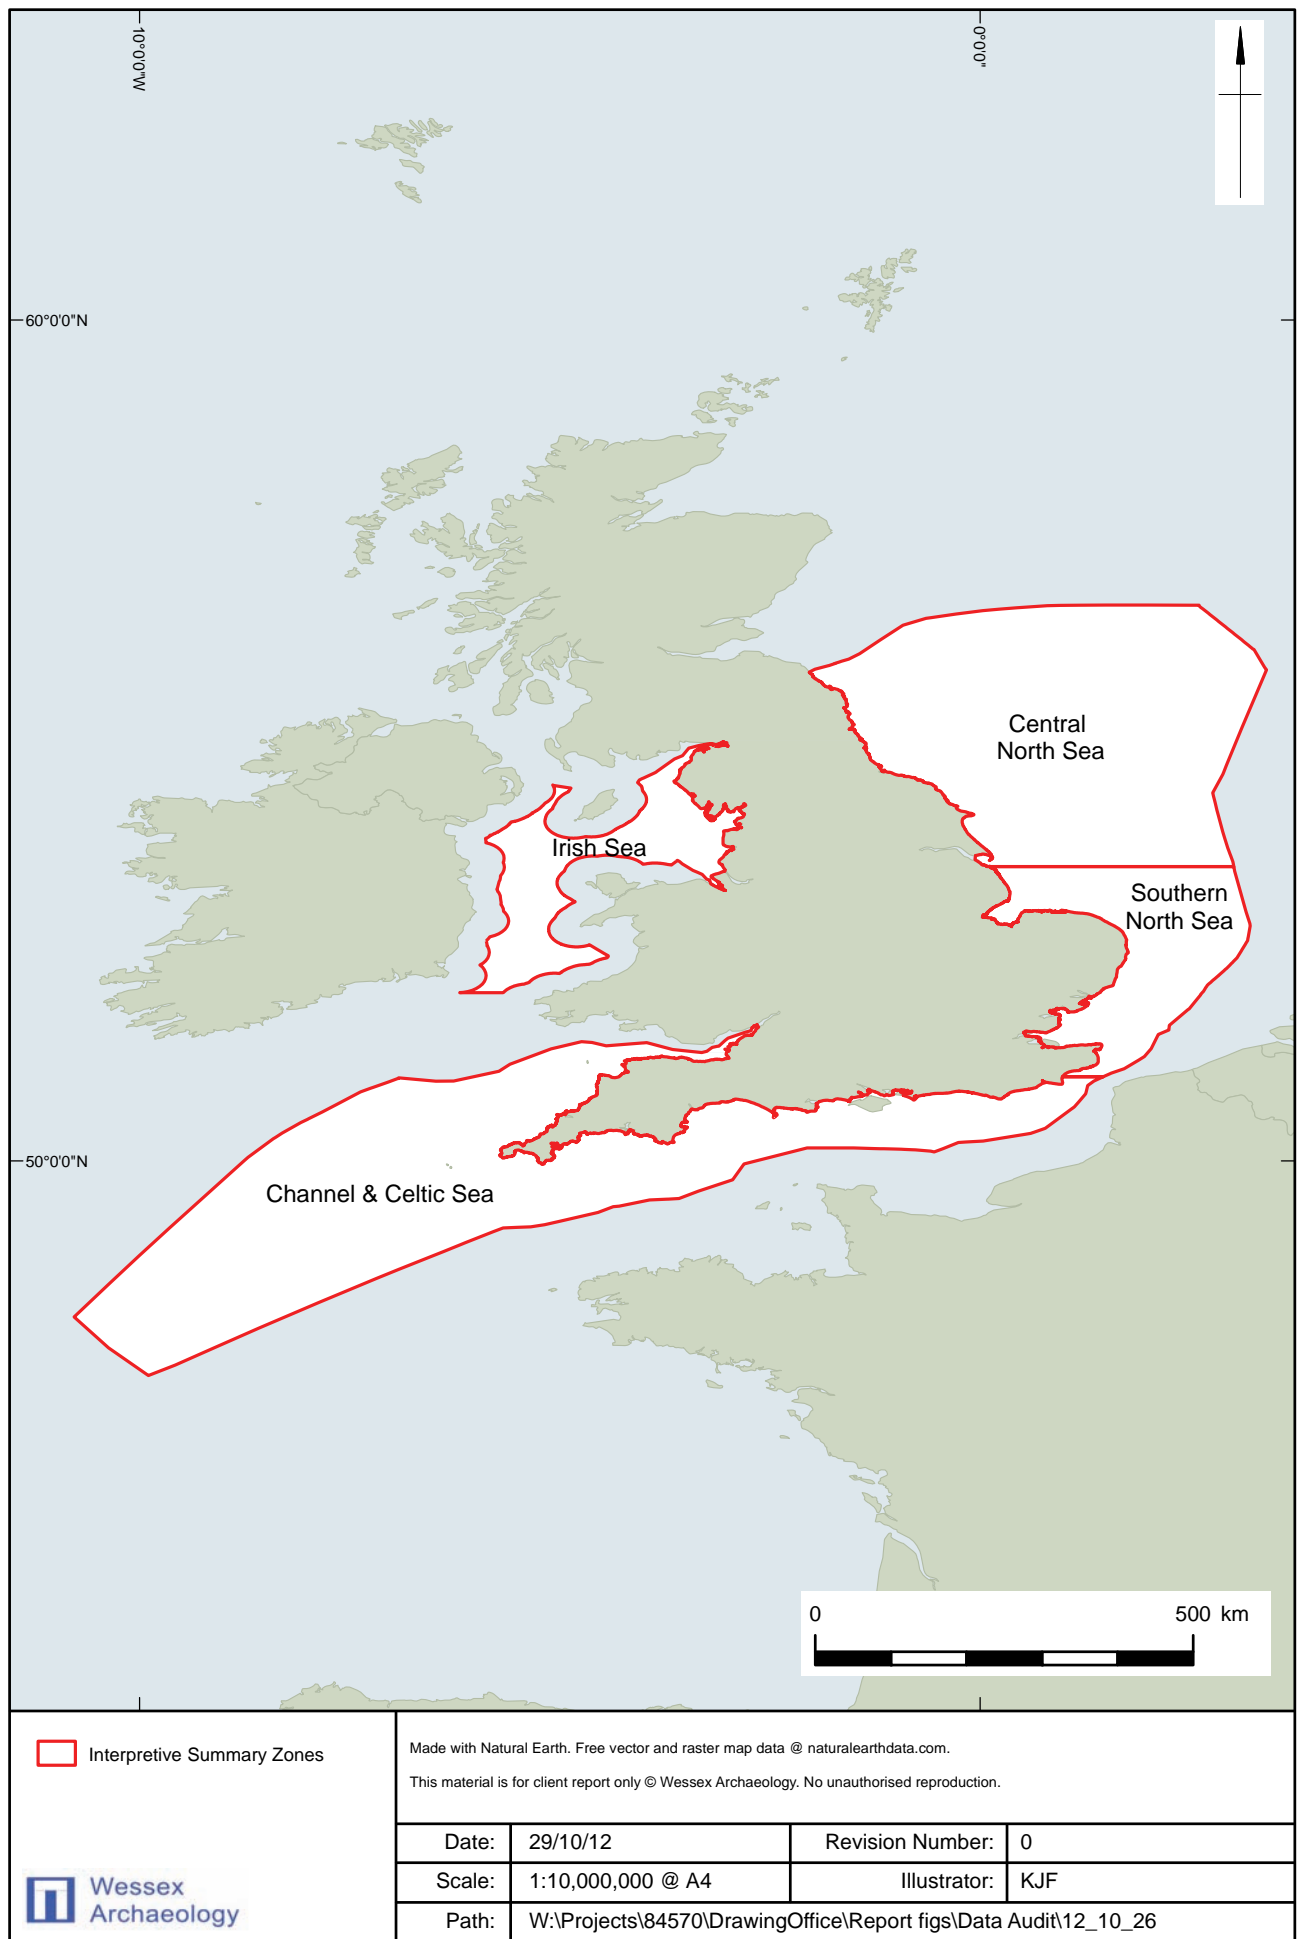 10°0'0"W
0°0'0"
60°0'0"N
Central
North Sea
Irish Sea
Southern
North Sea
50°0'0"N
Channel & Celtic Sea
0
500 km
Interpretive Summary Zones
Made with Natural Earth. Free vector and raster map data @ naturalearthdata.com.
This material is for client report only © Wessex Archaeology. No unauthorised reproduction.
Date: 29/10/12 Revision Number: 0
Scale: 1:10,000,000 @ A4 Illustrator: KJF
Path: W:\Projects\84570\DrawingOffice\Report figs\Data Audit\12_10_26
Wessex
Archaeology